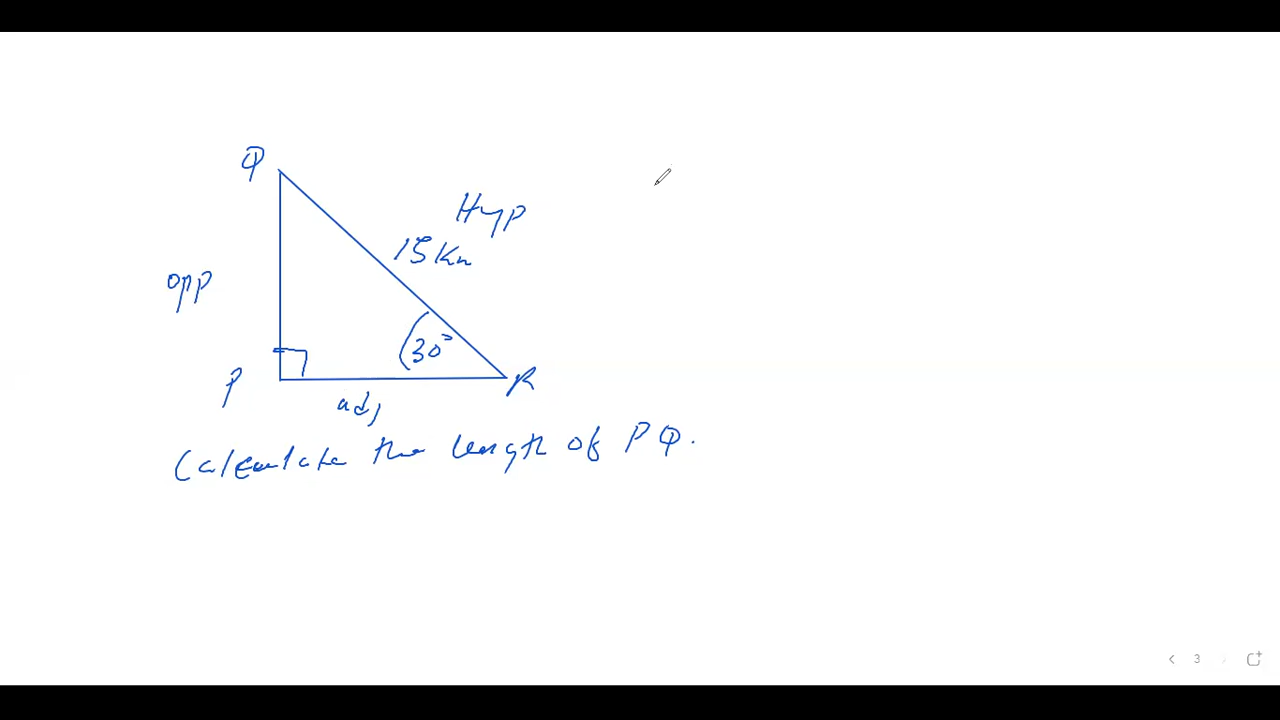 Q
Hyp
15Km
opp
30°
P
R
adj
Calculate the length of PQ.
3